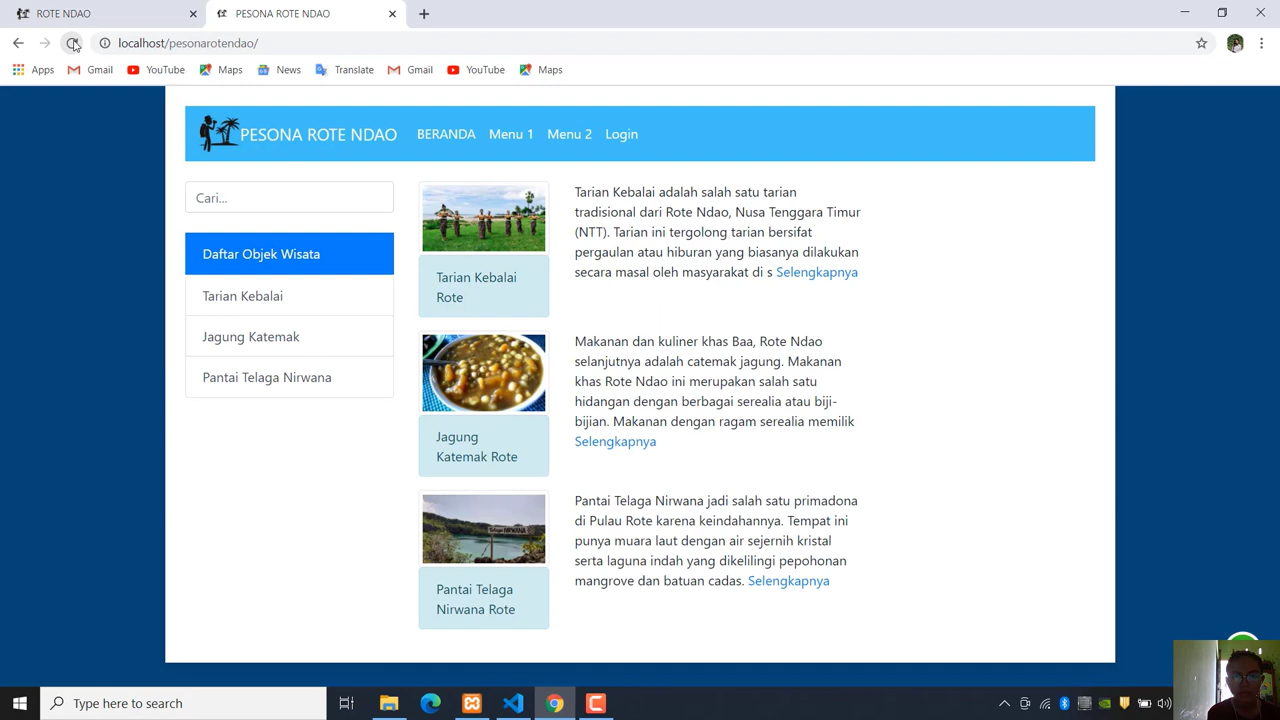 ROTE NDAO
PESONA ROTE NDAO
localhost/pesonarotendao/
Apps Gmail YouTube Maps News Translate Gmail YouTube Maps
PESONA ROTE NDAO BERANDA Menu 1 Menu 2 Login
Cari...
Daftar Objek Wisata
Tarian Kebalai
Jagung Katemak
Pantai Telaga Nirwana
Tarian Kebalai
Rote
Tarian Kebalai adalah salah satu tarian
tradisional dari Rote Ndao, Nusa Tenggara Timur
(NTT). Tarian ini tergolong tarian bersifat
pergaulan atau hiburan yang biasanya dilakukan
secara masal oleh masyarakat di s Selengkapnya
Jagung
Katemak Rote
Makanan dan kuliner khas Baa, Rote Ndao
selanjutnya adalah catemak jagung. Makanan
khas Rote Ndao ini merupakan salah satu
hidangan dengan berbagai serealia atau biji-
bijian. Makanan dengan ragam serealia memilik
Selengkapnya
NIRWANA
Pantai Telaga
Nirwana Rote
Pantai Telaga Nirwana jadi salah satu primadona
di Pulau Rote karena keindahannya. Tempat ini
punya muara laut dengan air sejernih kristal
serta laguna indah yang dikelilingi pepohonan
mangrove dan batuan cadas. Selengkapnya
Type here to search